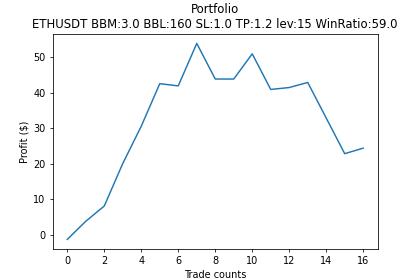 Portfolio
ETHUSDT BBM:3.0 BBL:160 SL:1.0 TP:1.2 lev:15 WinRatio:59.0
Profit ($)
50
40
30
20
10
0
0 2 4 6 8 10 12 14 16
Trade counts